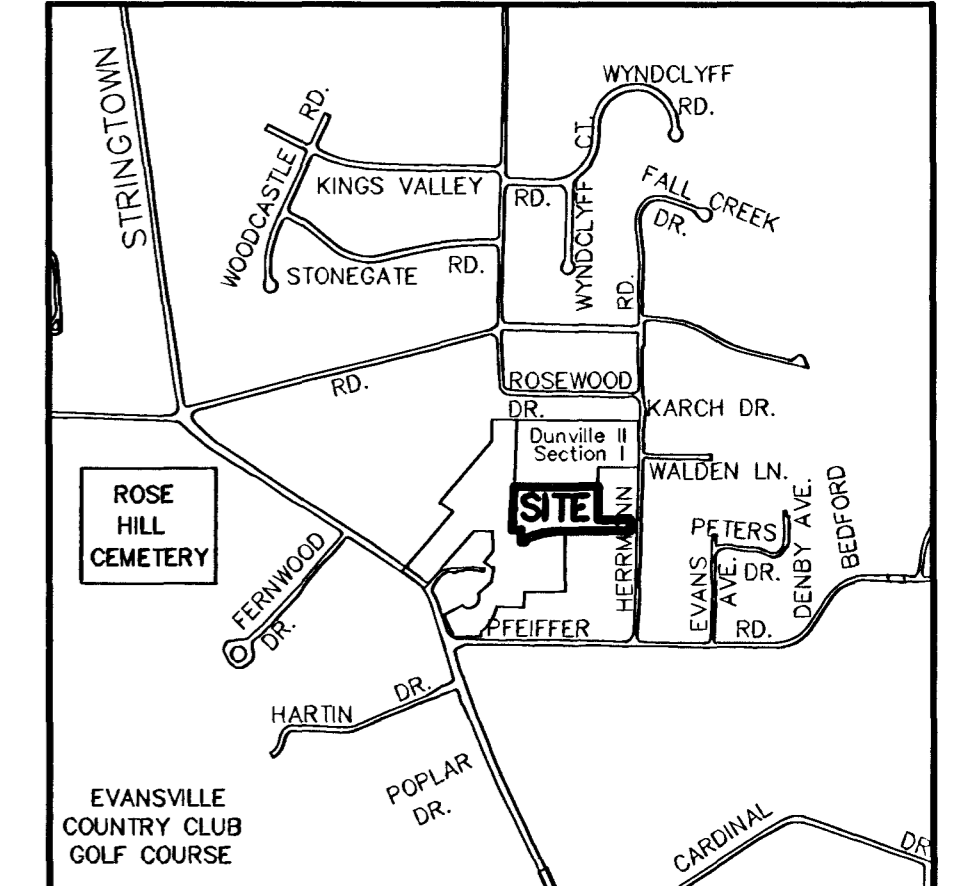 WYNDCLYFF
RD.
STRINGTOWN
RD.
CT.
WOODCASTLE
KINGS VALLEY
RD.
FALL CREEK
DR.
WYNDCLYFF
STONEGATE
RD.
RD.
RD.
ROSEWOOD
DR.
KARCH DR.
Dunville II
Section I
WALDEN LN.
ROSE
HILL
CEMETERY
SITE
HERRMANN
PETERS
DR.
EVANS
AVE.
DENBY AVE.
BEDFORD
FERNWOOD
DR.
PFEIFFER
RD.
HARTIN
DR.
POPLAR
DR.
EVANSVILLE
COUNTRY CLUB
GOLF COURSE
CARDINAL
DR